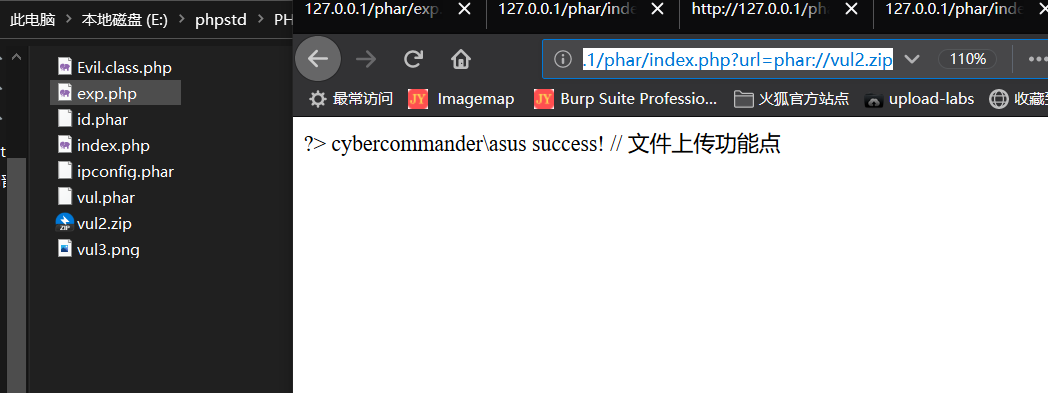 此电脑 > 本地磁盘 (E:) > phpstd > PH
Evil.class.php
exp.php
id.phar
index.php
ipconfig.phar
vul.phar
vul2.zip
vul3.png
127.0.0.1/phar/exp. 127.0.0.1/phar/inde http://127.0.0.1/ph 127.0.0.1/phar/inde
.1/phar/index.php?url=phar://vul2.zip 110%
最常访问 JY Imagemap JY Burp Suite Professio... 火狐官方站点 upload-labs 收藏
?> cybercommander\asus success! // 文件上传功能点